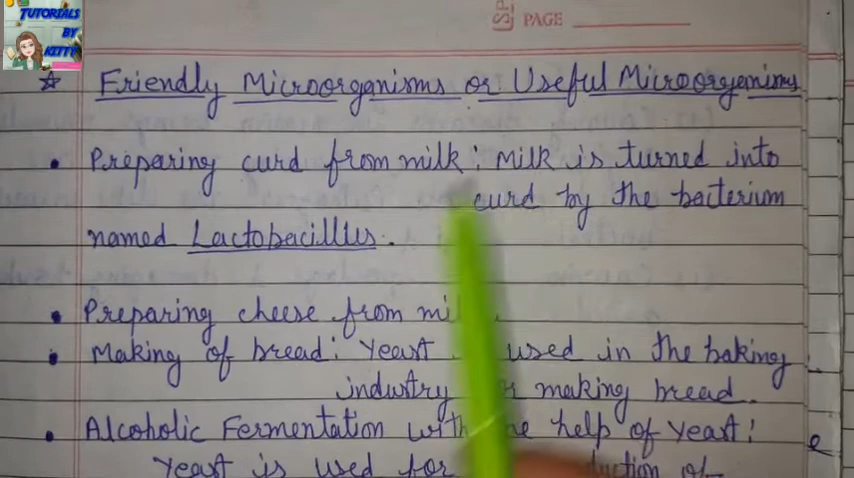 TUTORIALS
BY
KITTY
PAGE
☆ Friendly Microorganisms or Useful Microorganisms
• Preparing curd from milk : Milk is turned into
curd by the bacterium
named Lactobacillus.
• Preparing cheese from
• Making of bread : Yeast used in the baking
industry making bread.
• Alcoholic Fermentation with help of yeast :
Yeast is used for of